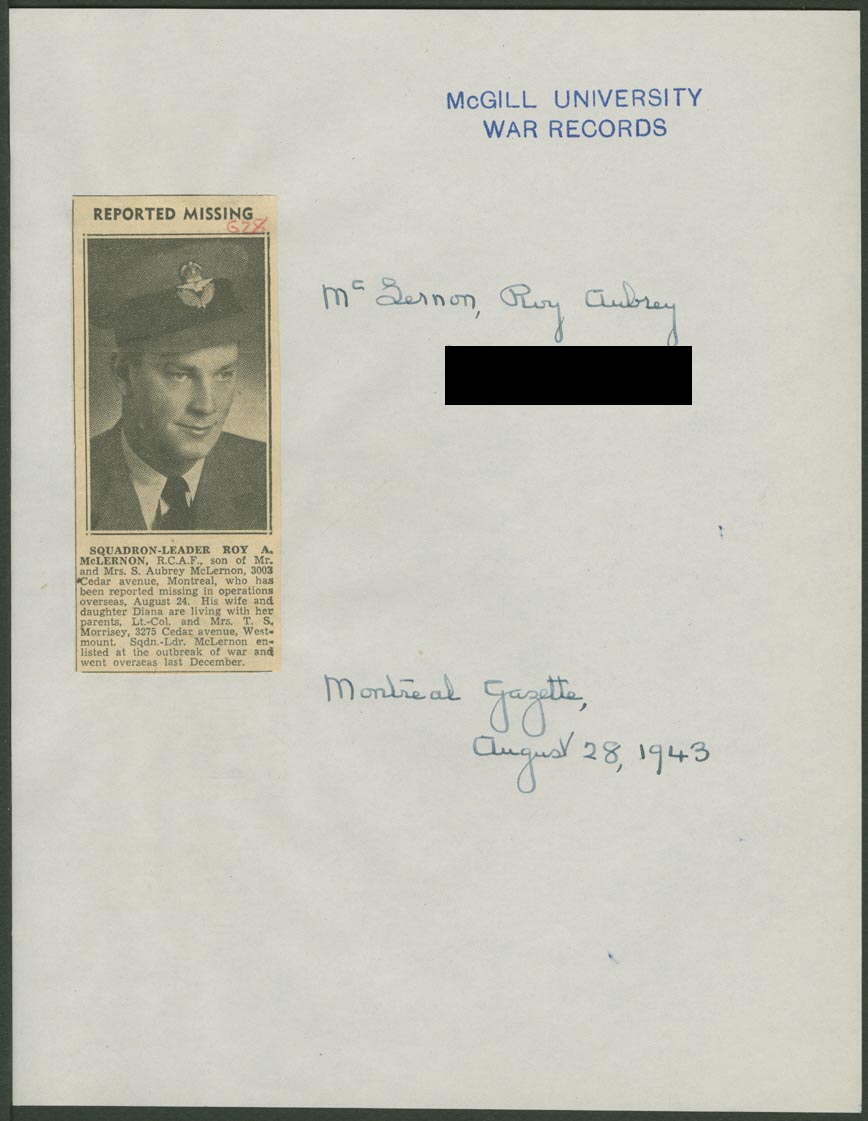 McGILL UNIVERSITY
WAR RECORDS
REPORTED MISSING
G28
Mc Lernon, Roy Aubrey
SQUADRON-LEADER ROY A.
McLERNON, R.C.A.F., son of Mr.
and Mrs. S. Aubrey McLernon, 3003
Cedar avenue, Montreal, who has
been reported missing in operations
overseas, August 24. His wife and
daughter Diana are living with her
parents, Lt.-Col. and Mrs. T. S.
Morrisey, 3275 Cedar avenue, West-
mount. Sqdn.-Ldr. McLernon en-
listed at the outbreak of war and
went overseas last December.
Montreal Gazette,
August 28, 1943